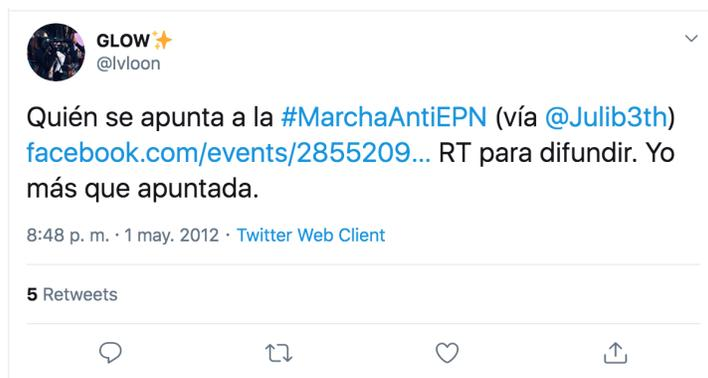 GLOW✨
@lvloon
Quién se apunta a la #MarchaAntiEPN (vía @Julib3th)
facebook.com/events/2855209... RT para difundir. Yo
más que apuntada.
8:48 p. m. · 1 may. 2012 · Twitter Web Client
5 Retweets